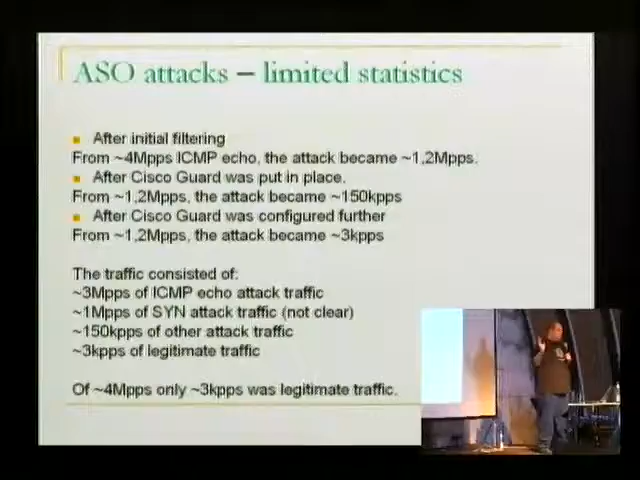 ASO attacks – limited statistics
After initial filtering
From ~4Mpps ICMP echo, the attack became ~1,2Mpps.
After Cisco Guard was put in place.
From ~1,2Mpps, the attack became ~150kpps
After Cisco Guard was configured further
From ~1,2Mpps, the attack became ~3kpps
The traffic consisted of:
~3Mpps of ICMP echo attack traffic
~1Mpps of SYN attack traffic (not clear)
~150kpps of other attack traffic
~3kpps of legitimate traffic
Of ~4Mpps only ~3kpps was legitimate traffic.